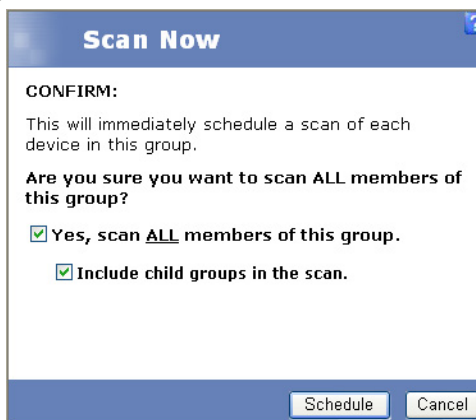 Scan Now
?
CONFIRM:
This will immediately schedule a scan of each
device in this group.
Are you sure you want to scan ALL members of
this group?
Yes, scan ALL members of this group.
Include child groups in the scan.
Schedule Cancel